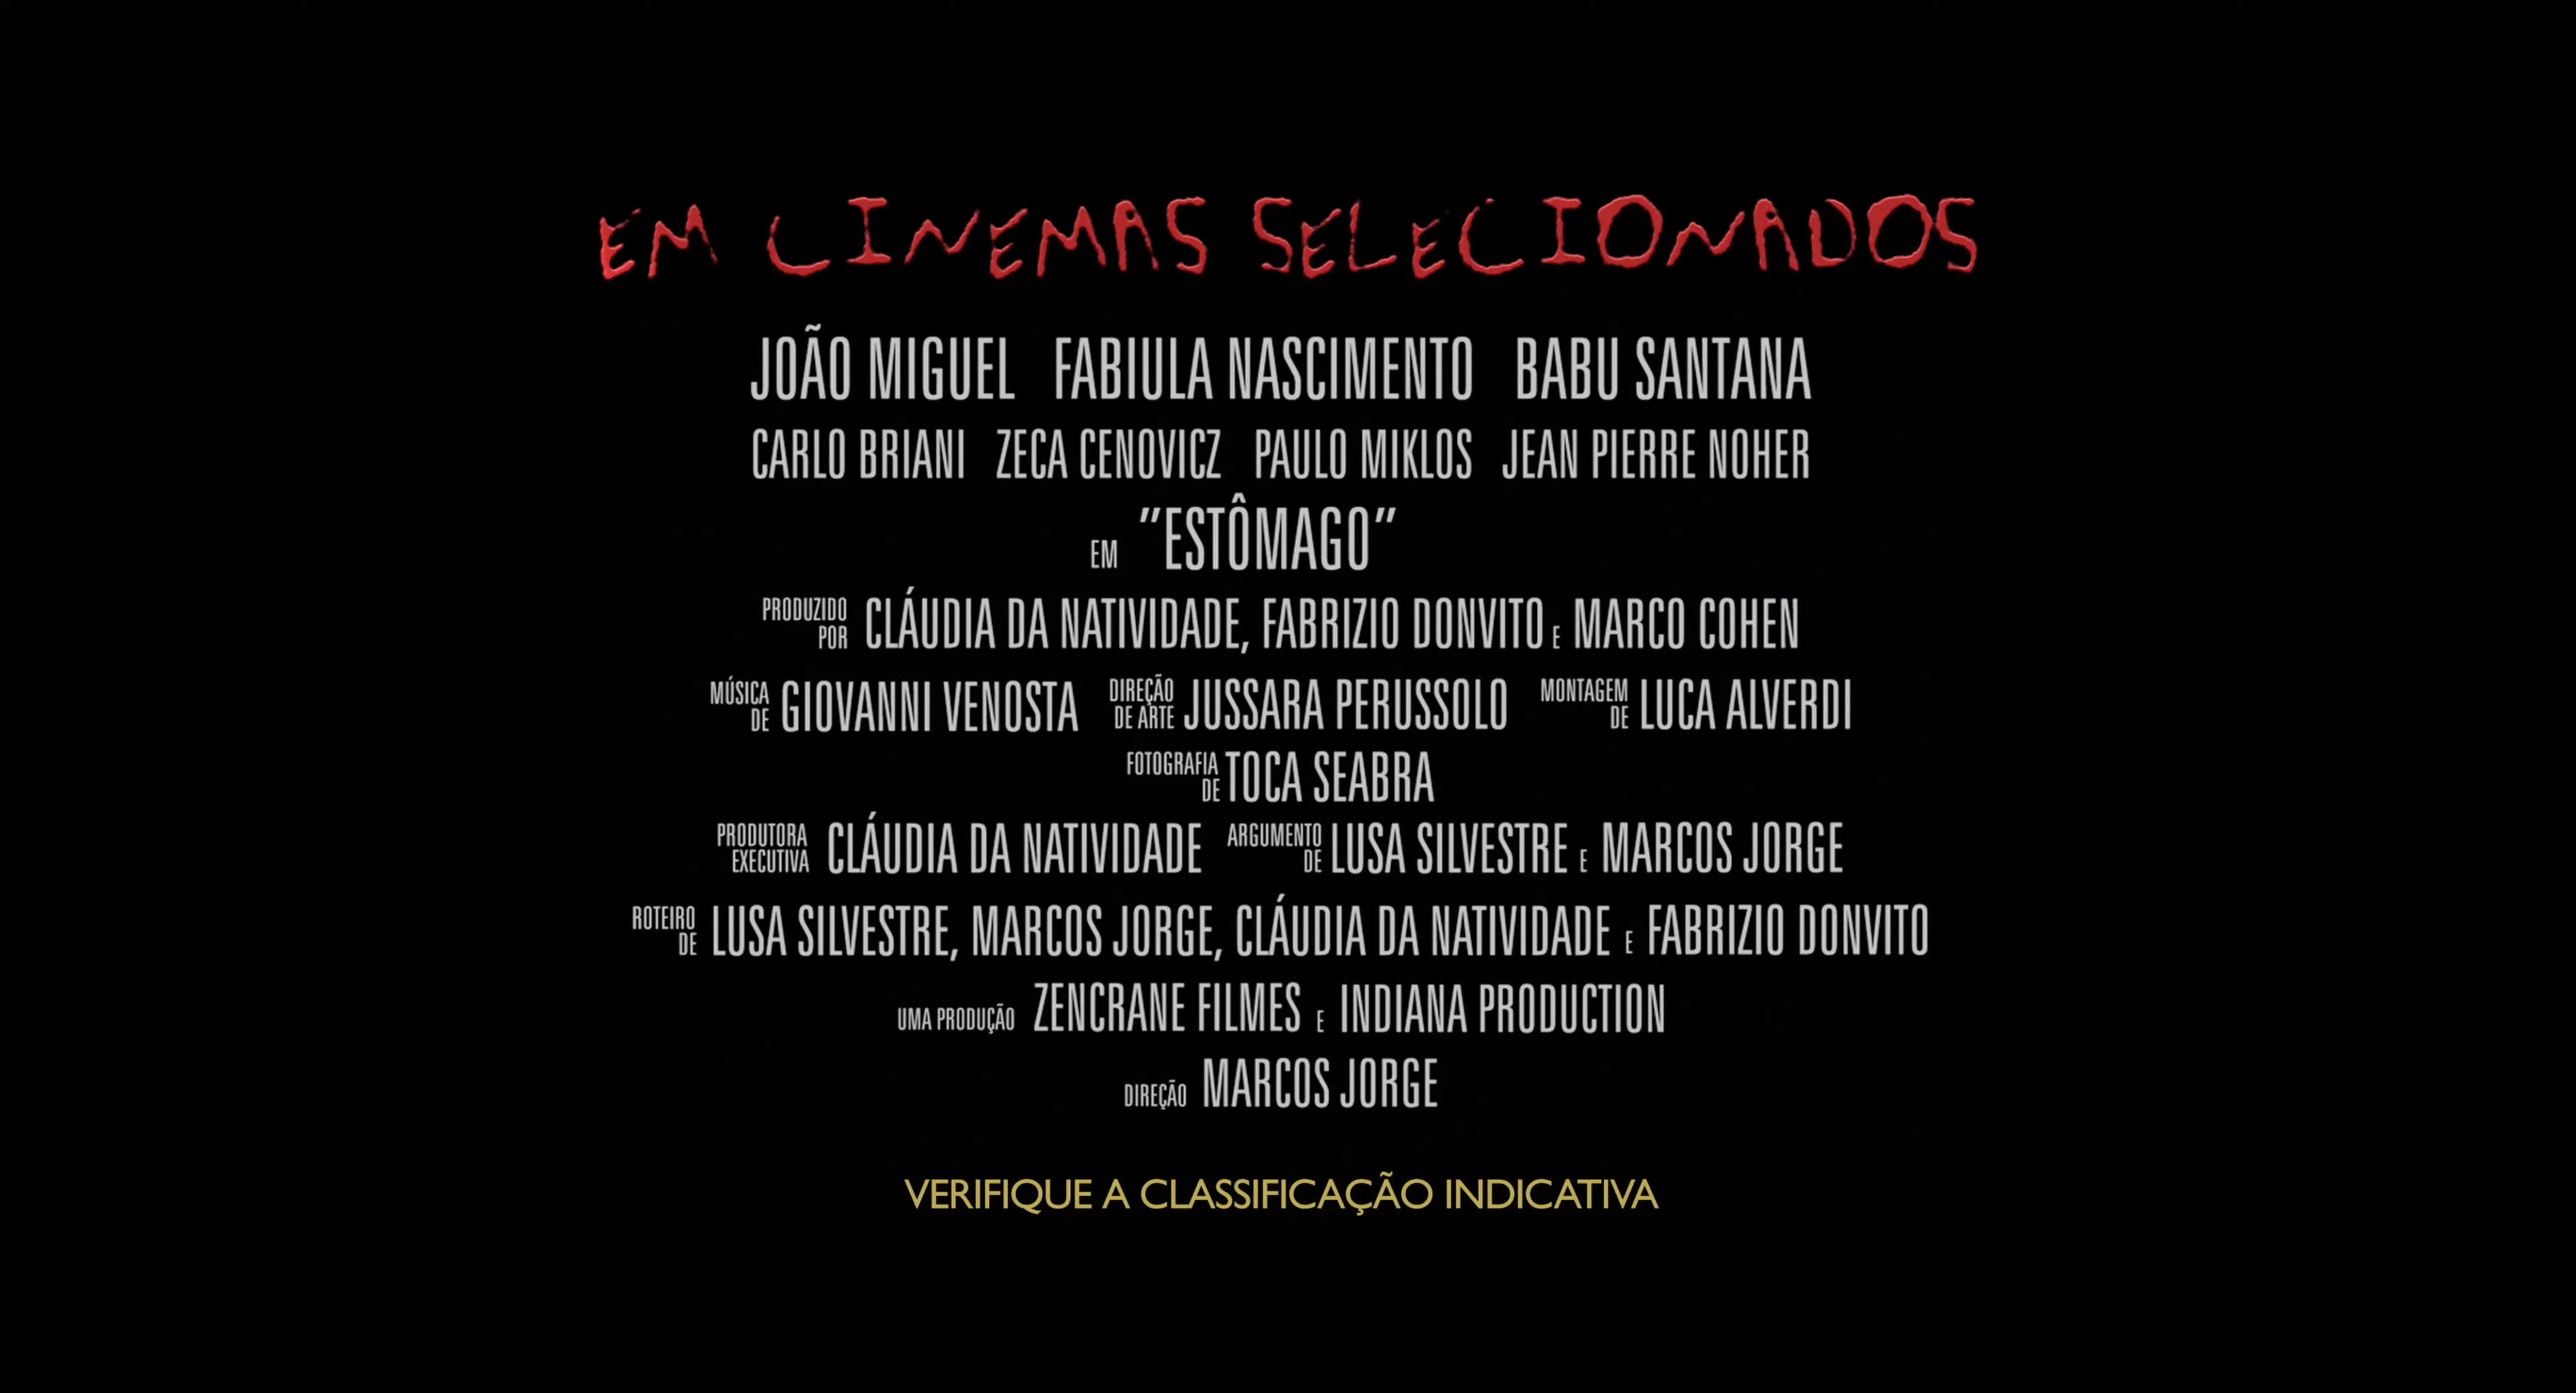 EM CINEMAS SELECIONADOS
JOÃO MIGUEL FABIULA NASCIMENTO BABU SANTANA
CARLO BRIANI ZECA CENOVICZ PAULO MIKLOS JEAN PIERRE NOHER
EM "ESTÔMAGO"
PRODUZIDO POR CLÁUDIA DA NATIVIDADE, FABRIZIO DONVITO E MARCO COHEN
MÚSICA DE GIOVANNI VENOSTA DIREÇÃO DE ARTE JUSSARA PERUSSOLO MONTAGEM DE LUCA ALVERDI
FOTOGRAFIA DE TOCA SEABRA
PRODUTORA EXECUTIVA CLÁUDIA DA NATIVIDADE ARGUMENTO DE LUSA SILVESTRE E MARCOS JORGE
ROTEIRO DE LUSA SILVESTRE, MARCOS JORGE, CLÁUDIA DA NATIVIDADE E FABRIZIO DONVITO
UMA PRODUÇÃO ZENCRANE FILMES E INDIANA PRODUCTION
DIREÇÃO MARCOS JORGE
VERIFIQUE A CLASSIFICAÇÃO INDICATIVA